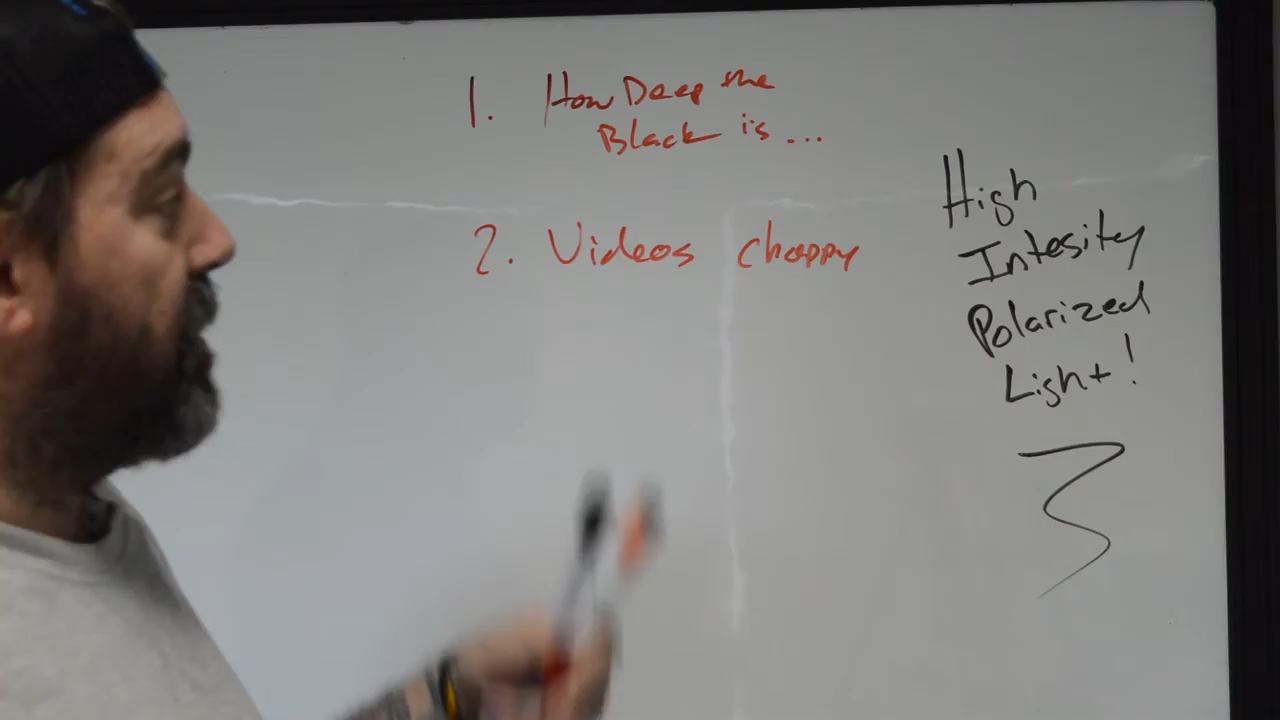 1. How Deep the
Black is...
2. Videos choppy
High
Intesity
Polarized
Light!